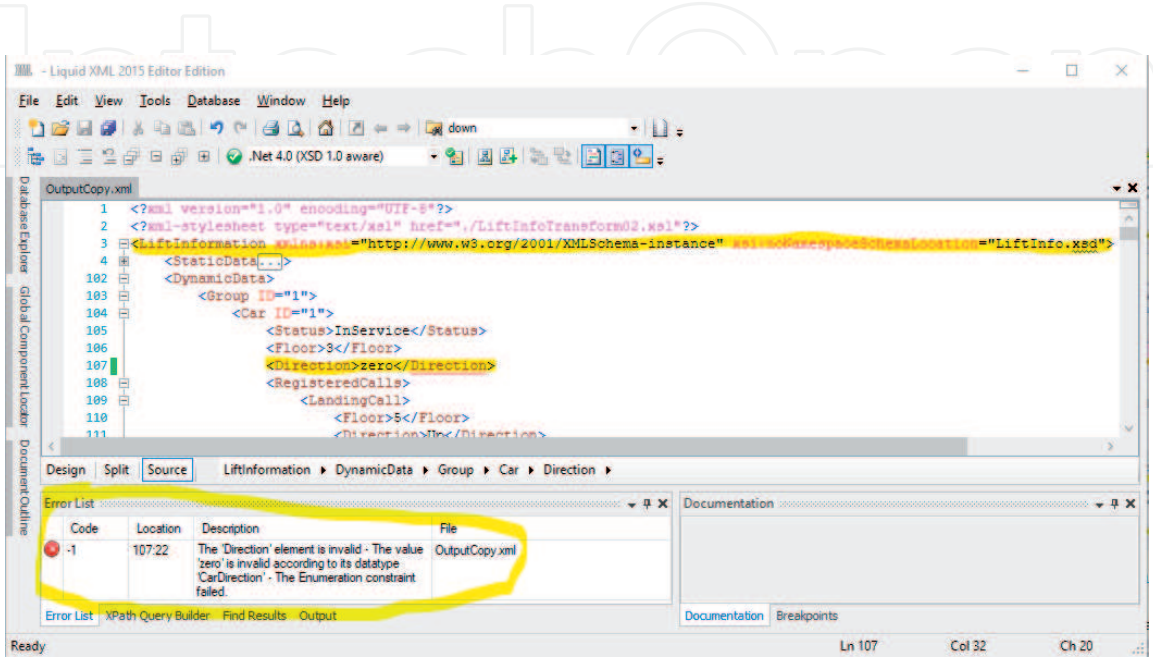 IntechOpen
- Liquid XML 2015 Editor Edition
File Edit View Tools Database Window Help
down
.Net 4.0 (XSD 1.0 aware)
Database Explorer
Global Component Locator
Document Outline
OutputCopy.xml
1 <?xml version="1.0" encoding="UTF-8"?>
2 <?xml-stylesheet type="text/xsl" href="./LiftInfoTransform02.xsl"?>
3 <LiftInformation xmlns:xsi="http://www.w3.org/2001/XMLSchema-instance" xsi:noNamespaceSchemaLocation="LiftInfo.xsd">
4 <StaticData...>
102 <DynamicData>
103 <Group ID="1">
104 <Car ID="1">
105 <Status>InService</Status>
106 <Floor>3</Floor>
107 <Direction>zero</Direction>
108 <RegisteredCalls>
109 <LandingCall>
110 <Floor>5</Floor>
111 <Direction>Up</Direction>
Design Split Source LiftInformation DynamicData Group Car Direction
Error List
Code Location Description File
-1 107:22 The 'Direction' element is invalid - The value OutputCopy.xml
'zero' is invalid according to its datatype
'CarDirection' - The Enumeration constraint
failed.
Error List XPath Query Builder Find Results Output
Documentation
Documentation Breakpoints
Ready Ln 107 Col 32 Ch 20